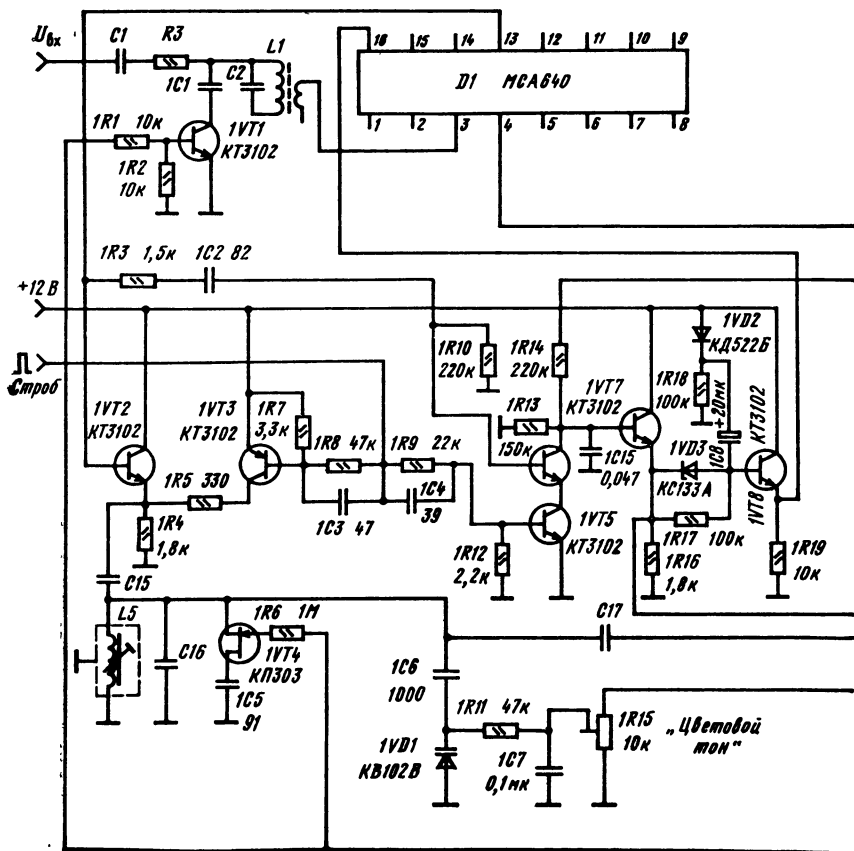 Uвх
C1
R3
L1
1C1
C2
16 15 14 13 12 11 10 9
D1 МСА640
1 2 3 4 5 6 7 8
1R1 10к
1VT1
КТ3102
1R2
10к
1R3 1,5к 1C2 82
+12 В
Строб
1R10
220к
1R14
220к
1VD2
КД522Б
1VT7
КТ3102
1R18
100к
+20мк
1C8
КТ3102
1VT8
1VT2
КТ3102
1VT3
КТ3102
1R7
3,3к
1R8 47к
1R9 22к
1R13
150к
1C15
0,047
1VD3
КС133А
1R5 330
1R4
1,8к
1C3 47
1C4
39
1R12
2,2к
1VT5
КТ3102
1R17
100к
1R16
1,8к
1R19
10к
C15
L5
C16
1R6 1М
1VT4
КП303
1C5
91
C17
1C6
1000
1R11 47к
1VD1
КВ102В
1C7
0,1мк
1R15
10к
„Цветовой
тон"